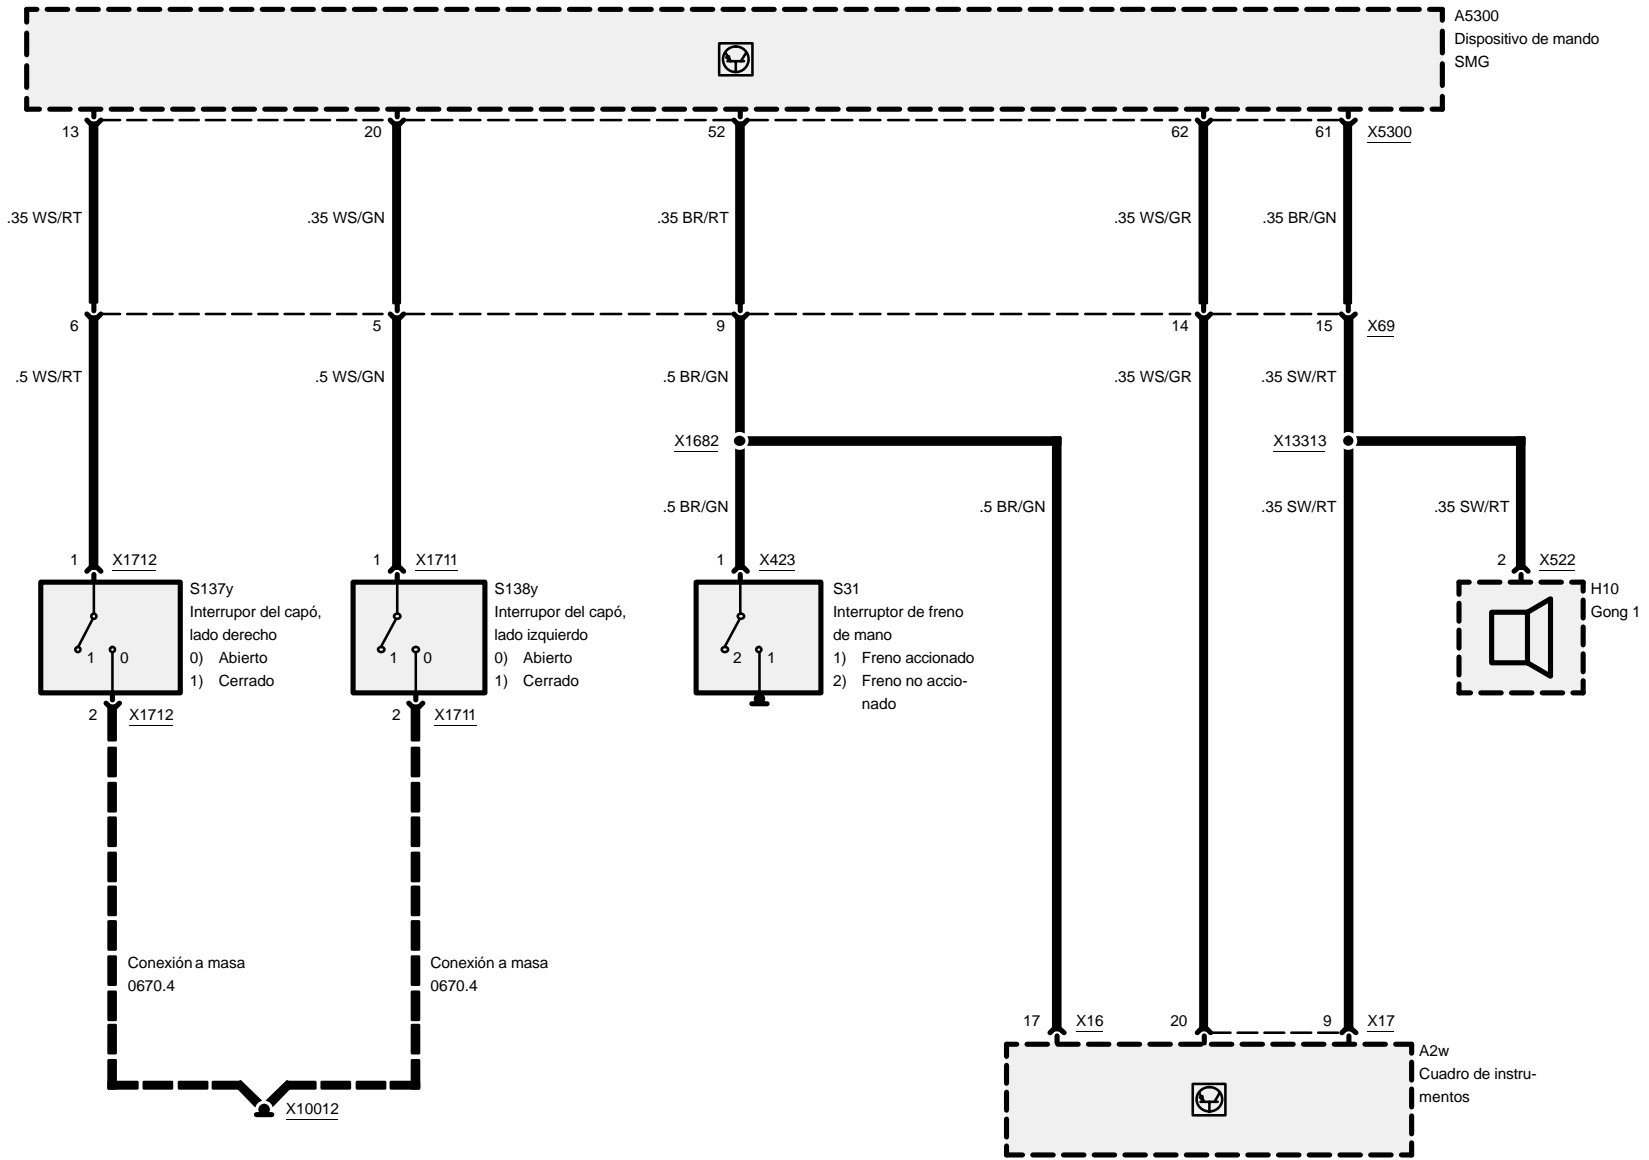 A5300
Dispositivo de mando
SMG
13
20
52
62
61
X5300
.35 WS/RT
.35 WS/GN
.35 BR/RT
.35 WS/GR
.35 BR/GN
6
5
9
14
15
X69
.5 WS/RT
.5 WS/GN
.5 BR/GN
.35 WS/GR
.35 SW/RT
X1682
X13313
.5 BR/GN
.5 BR/GN
.35 SW/RT
.35 SW/RT
1
X1712
1
X1711
1
X423
2
X522
S137y
Interrupor del capó,
lado derecho
0) Abierto
1) Cerrado
1
0
S138y
Interrupor del capó,
lado izquierdo
0) Abierto
1) Cerrado
1
0
S31
Interruptor de freno
de mano
1) Freno accionado
2) Freno no accio-
nado
2
1
H10
Gong 1
2
X1712
2
X1711
Conexión a masa
0670.4
Conexión a masa
0670.4
X10012
17
X16
20
9
X17
A2w
Cuadro de instru-
mentos